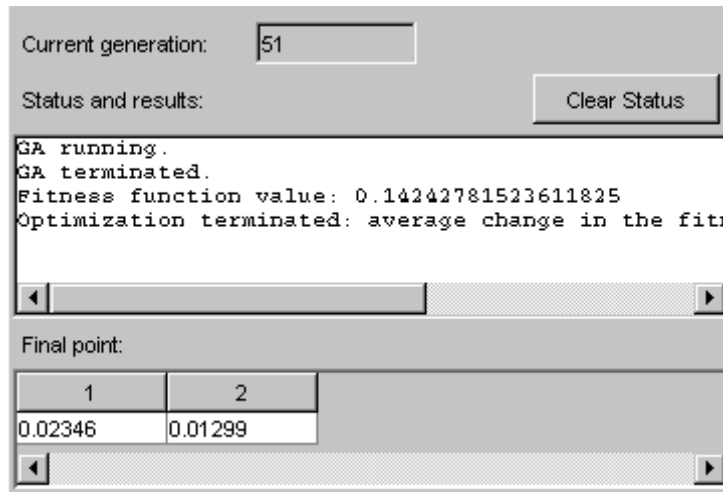 Current generation: 51
Status and results: Clear Status
GA running.
GA terminated.
Fitness function value: 0.14242781523611825
Optimization terminated: average change in the fit
Final point:
1 2
0.02346 0.01299